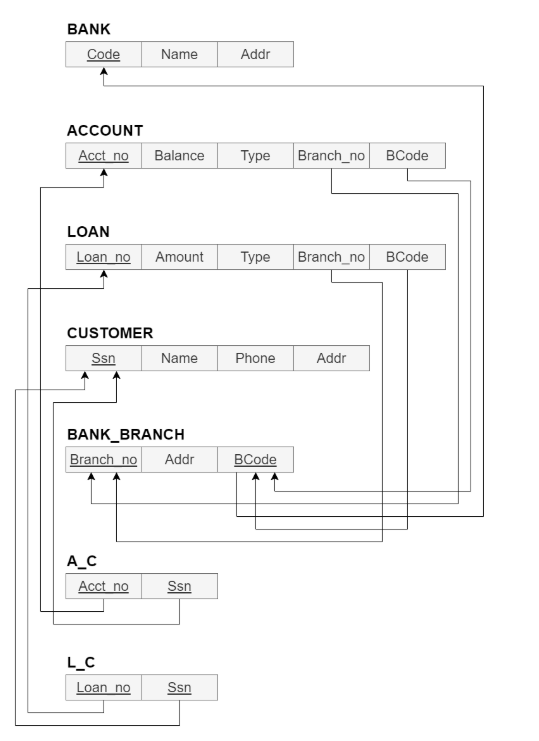 BANK
Code Name Addr
ACCOUNT
Acct_no Balance Type Branch_no BCode
LOAN
Loan_no Amount Type Branch_no BCode
CUSTOMER
Ssn Name Phone Addr
BANK_BRANCH
Branch_no Addr BCode
A_C
Acct_no Ssn
L_C
Loan_no Ssn